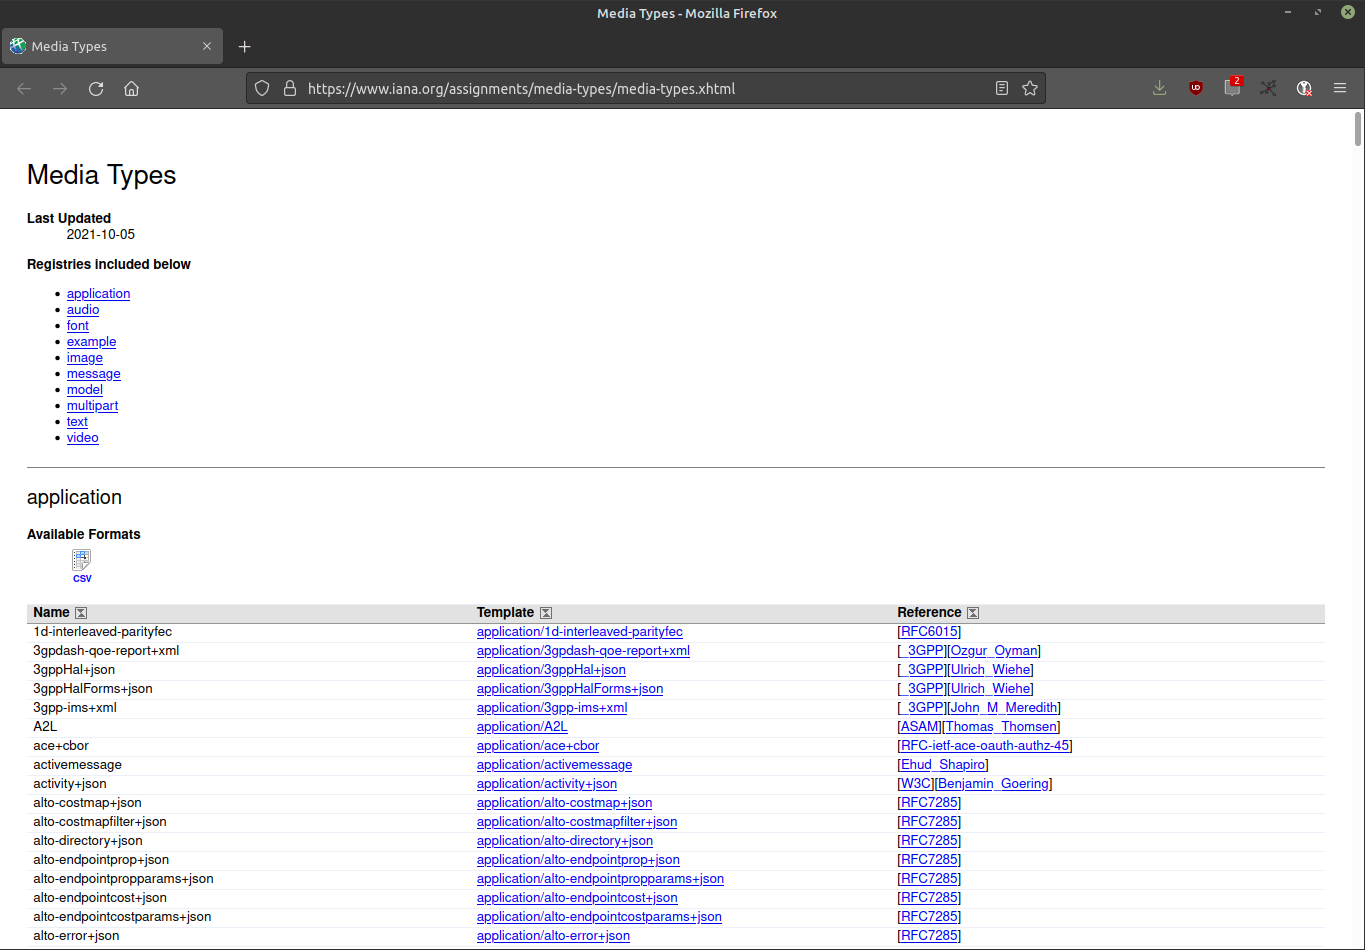 Media Types - Mozilla Firefox
Media Types
https://www.iana.org/assignments/media-types/media-types.xhtml
2
Media Types
Last Updated
2021-10-05
Registries included below
application
audio
font
example
image
message
model
multipart
text
video
application
Available Formats
CSV
Name Template Reference
1d-interleaved-parityfec application/1d-interleaved-parityfec [RFC6015]
3gpdash-qoe-report+xml application/3gpdash-qoe-report+xml [_3GPP][Ozgur_Oyman]
3gppHal+json application/3gppHal+json [_3GPP][Ulrich_Wiehe]
3gppHalForms+json application/3gppHalForms+json [_3GPP][Ulrich_Wiehe]
3gpp-ims+xml application/3gpp-ims+xml [_3GPP][John_M_Meredith]
A2L application/A2L [ASAM][Thomas_Thomsen]
ace+cbor application/ace+cbor [RFC-ietf-ace-oauth-authz-45]
activemessage application/activemessage [Ehud_Shapiro]
activity+json application/activity+json [W3C][Benjamin_Goering]
alto-costmap+json application/alto-costmap+json [RFC7285]
alto-costmapfilter+json application/alto-costmapfilter+json [RFC7285]
alto-directory+json application/alto-directory+json [RFC7285]
alto-endpointprop+json application/alto-endpointprop+json [RFC7285]
alto-endpointpropparams+json application/alto-endpointpropparams+json [RFC7285]
alto-endpointcost+json application/alto-endpointcost+json [RFC7285]
alto-endpointcostparams+json application/alto-endpointcostparams+json [RFC7285]
alto-error+json application/alto-error+json [RFC7285]